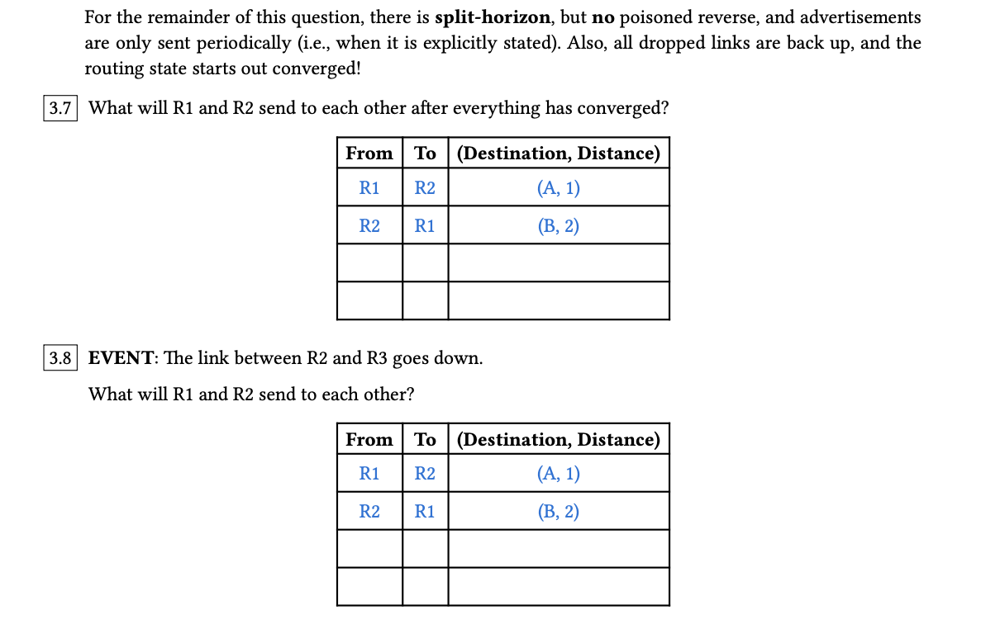 For the remainder of this question, there is split-horizon, but no poisoned reverse, and advertisements
are only sent periodically (i.e., when it is explicitly stated). Also, all dropped links are back up, and the
routing state starts out converged!
3.7 What will R1 and R2 send to each other after everything has converged?
From To (Destination, Distance)
R1 R2 (A, 1)
R2 R1 (B, 2)
3.8 EVENT: The link between R2 and R3 goes down.
What will R1 and R2 send to each other?
From To (Destination, Distance)
R1 R2 (A, 1)
R2 R1 (B, 2)